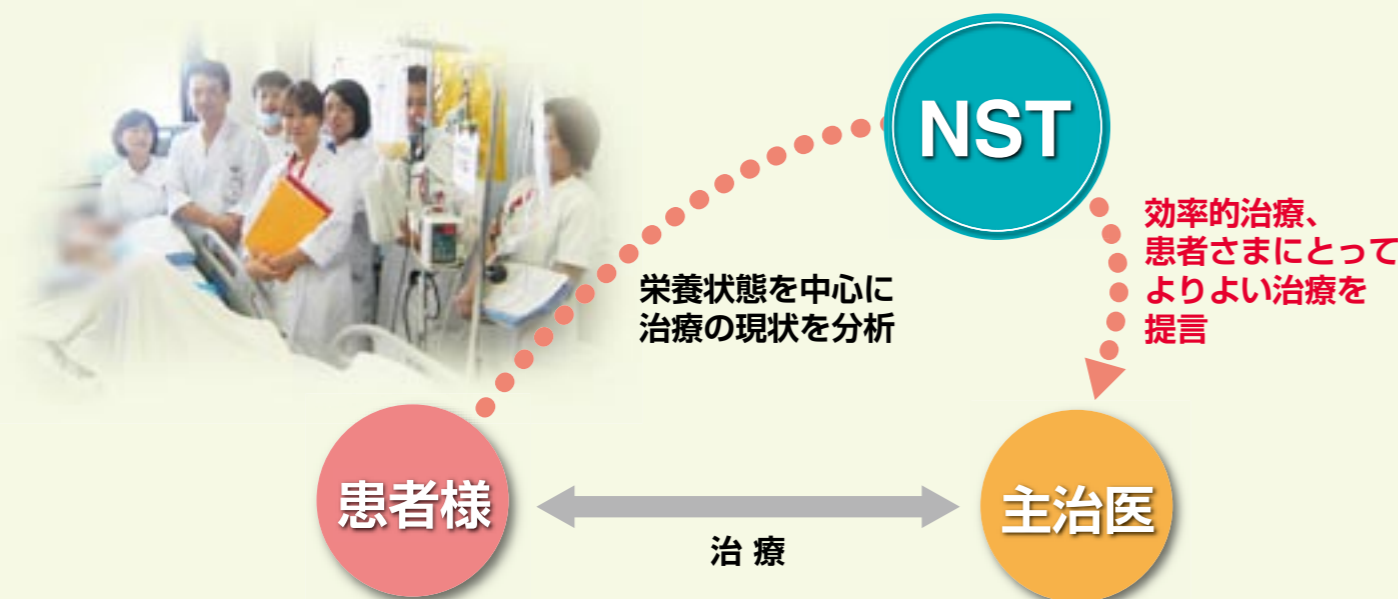 NST
効率的治療、
患者さまにとって
よりよい治療を
提言
栄養状態を中心に
治療の現状を分析
患者様
主治医
治 療